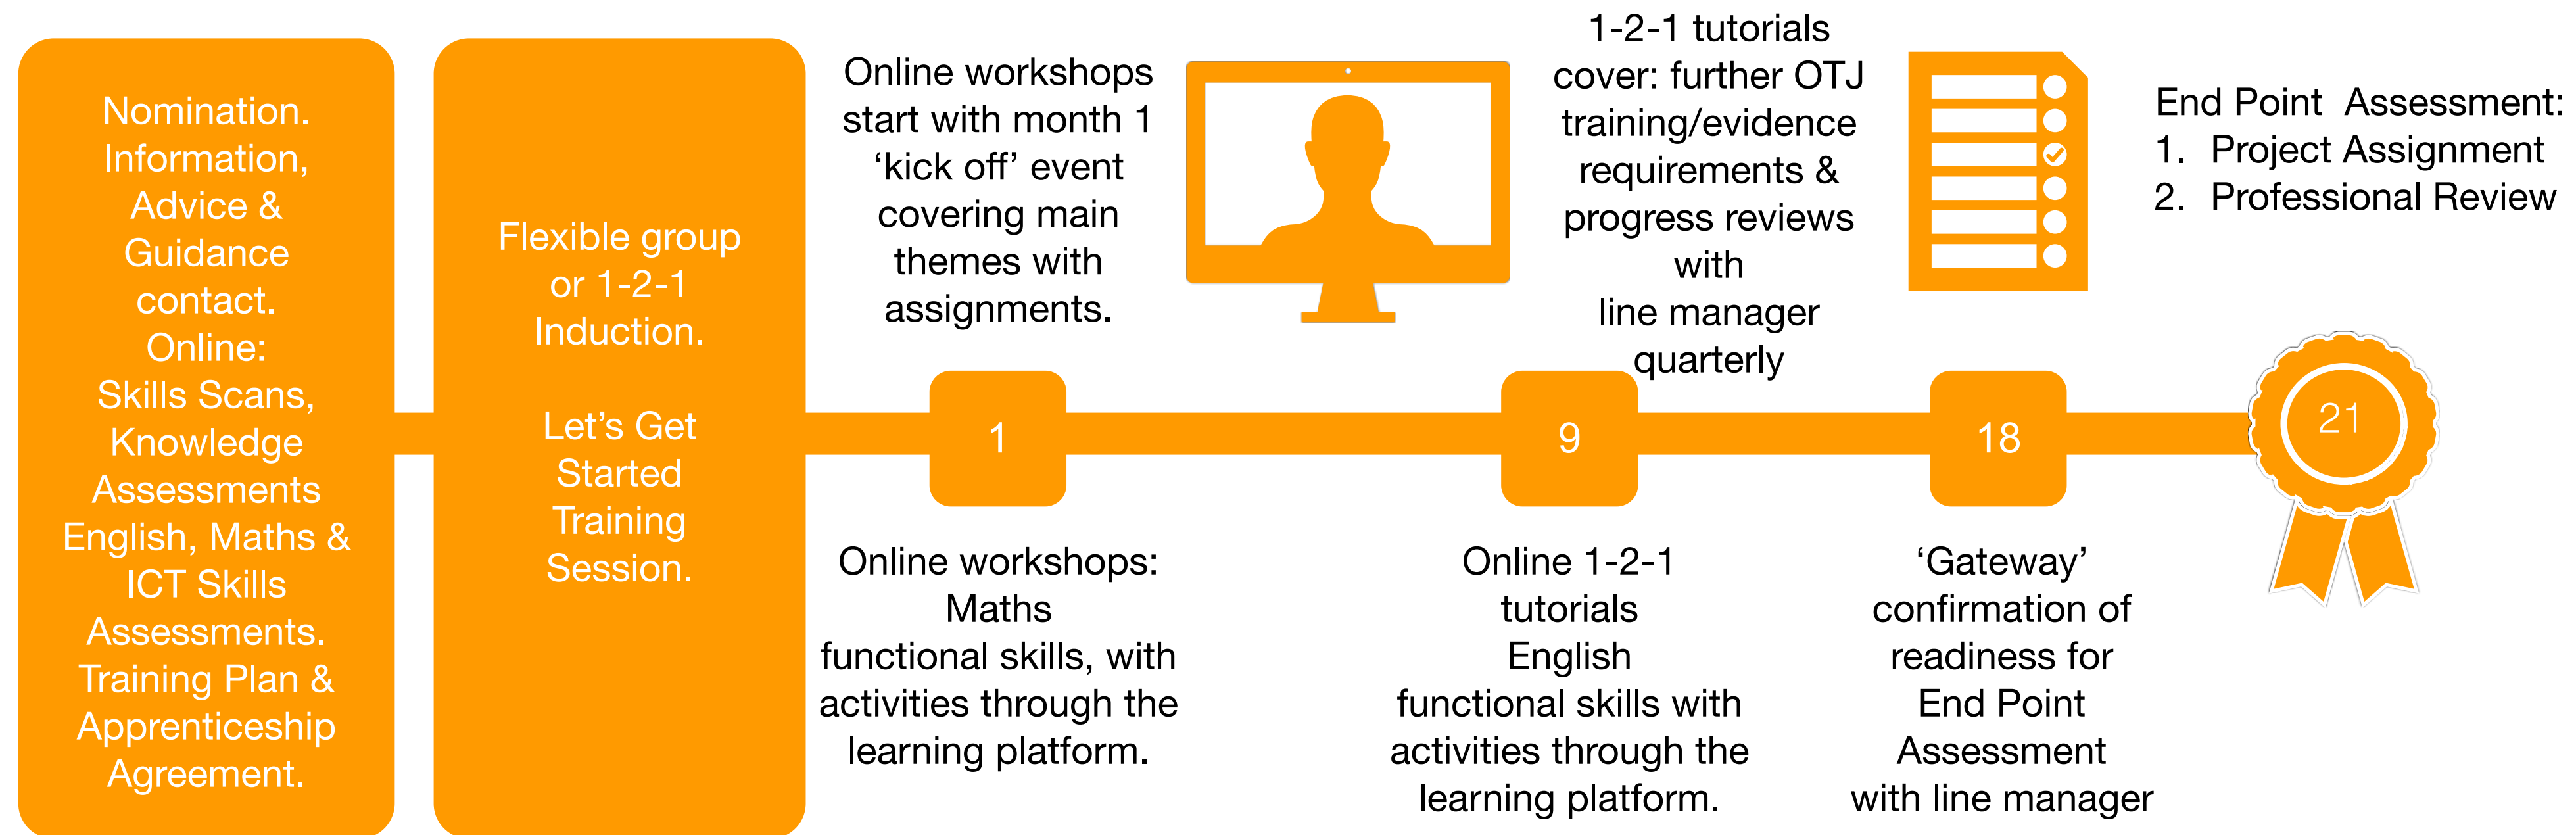 Nomination.
Information,
Advice &
Guidance
contact.
Online:
Skills Scans,
Knowledge
Assessments
English, Maths &
ICT Skills
Assessments.
Training Plan &
Apprenticeship
Agreement.
Flexible group
or 1-2-1
Induction.
Let's Get
Started
Training
Session.
Online workshops
start with month 1
‘kick off’ event
covering main
themes with
assignments.
1
Online workshops:
Maths
functional skills, with
activities through the
learning platform.
1-2-1 tutorials
cover: further OTJ
training/evidence
requirements &
progress reviews
with
line manager
quarterly
9
Online 1-2-1
tutorials
English
functional skills with
activities through the
learning platform.
18
‘Gateway’
confirmation of
readiness for
End Point
Assessment
with line manager
End Point  Assessment:
1. Project Assignment
2. Professional Review
21